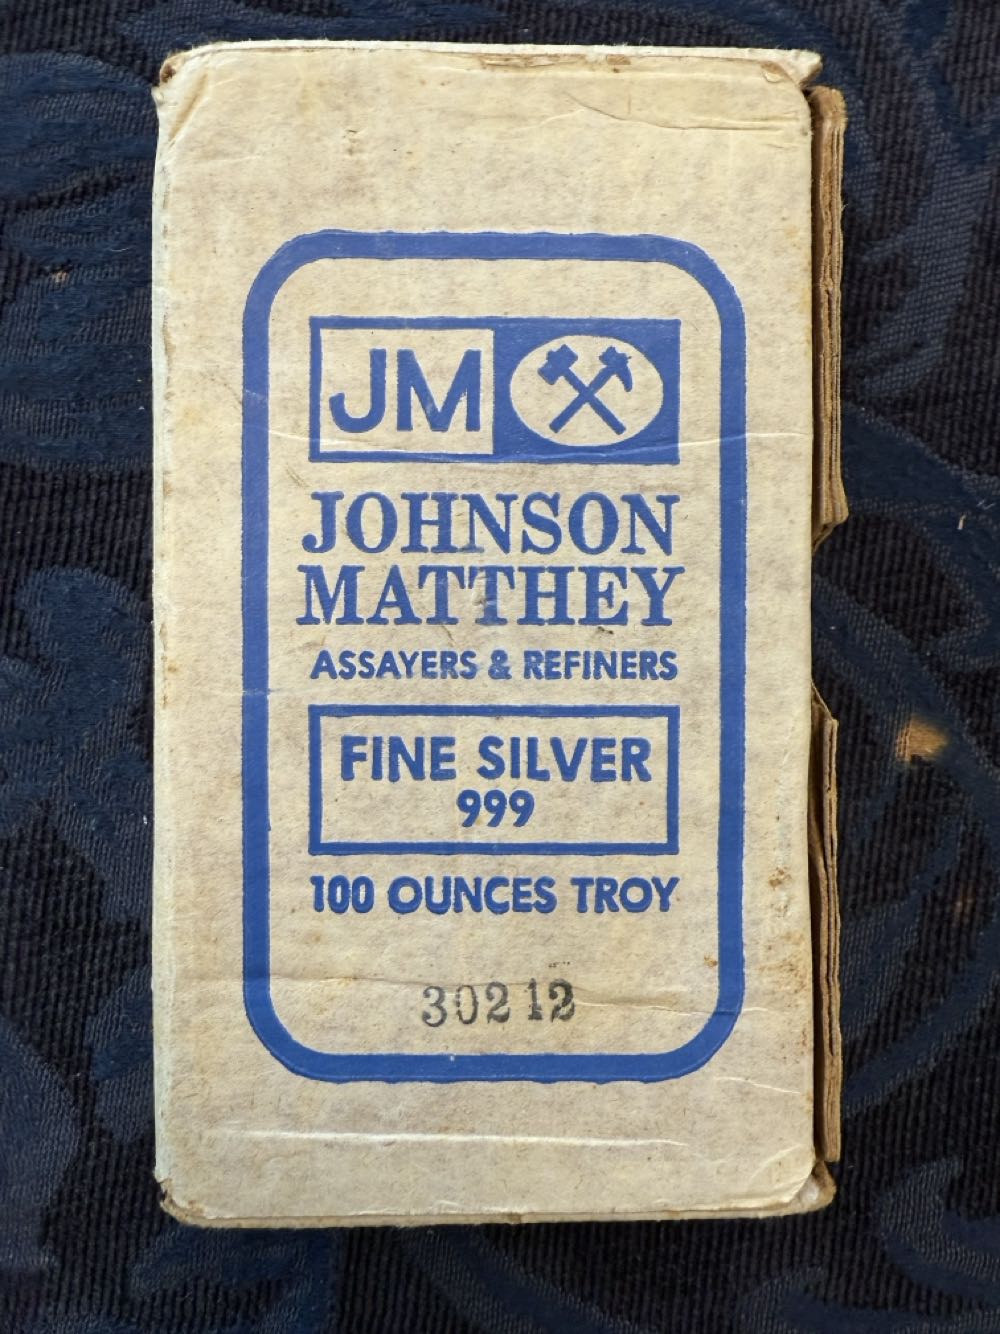 JM
JOHNSON
MATTHEY
ASSAYERS & REFINERS
FINE SILVER
999
100 OUNCES TROY
30212